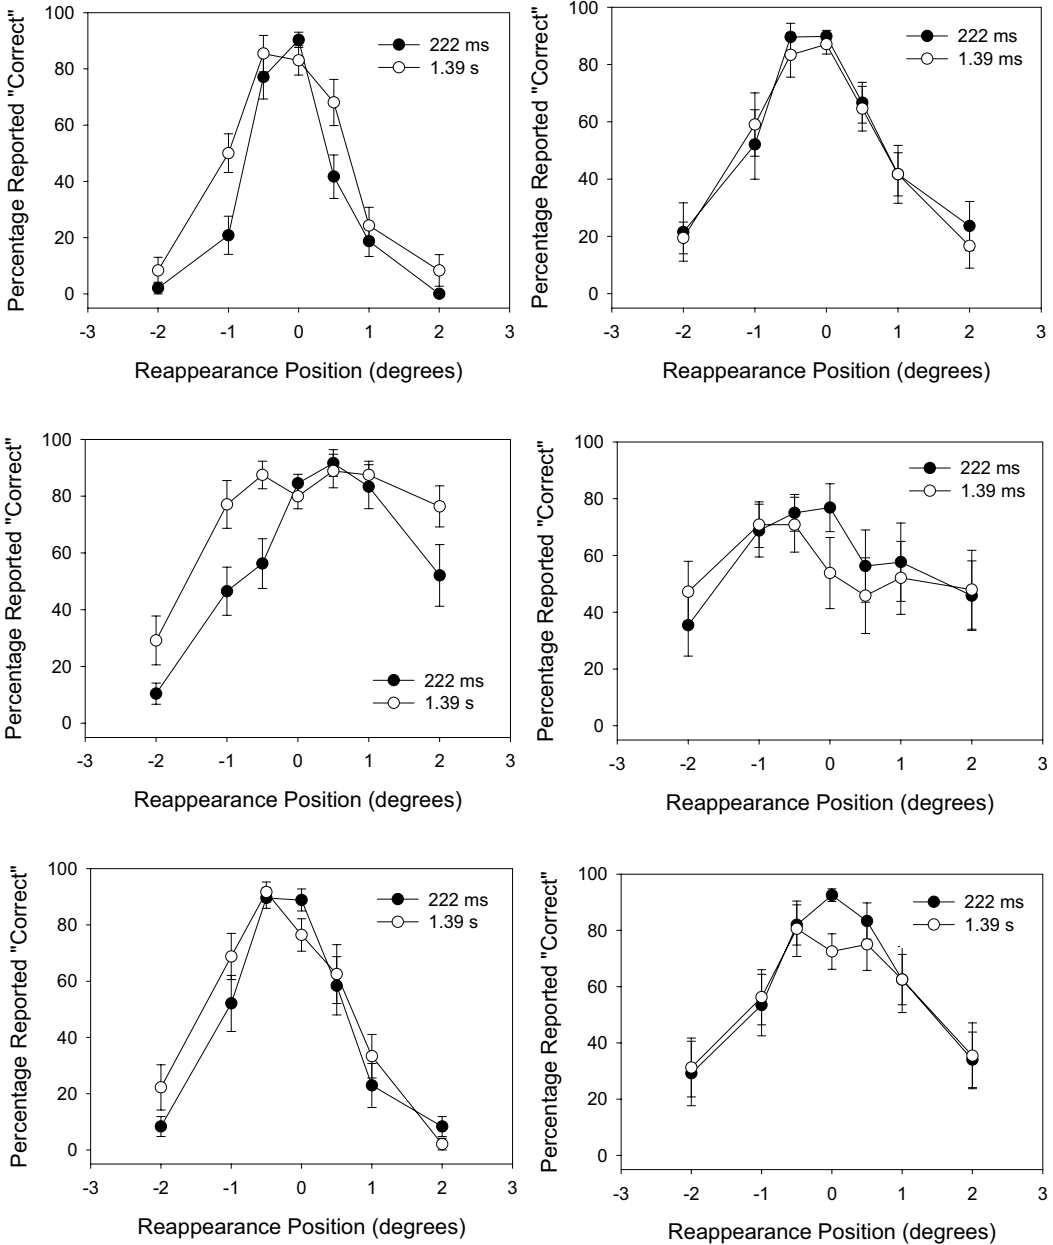 Percentage Reported "Correct"
100
80
60
40
20
0
222 ms
1.39 s
-3 -2 -1 0 1 2 3
Reappearance Position (degrees)
Percentage Reported "Correct"
100
80
60
40
20
0
222 ms
1.39 ms
-3 -2 -1 0 1 2 3
Reappearance Position (degrees)
Percentage Reported "Correct"
100
80
60
40
20
0
222 ms
1.39 s
-3 -2 -1 0 1 2 3
Reappearance Position (degrees)
Percentage Reported "Correct"
100
80
60
40
20
0
222 ms
1.39 ms
-3 -2 -1 0 1 2 3
Reappearance Position (degrees)
Percentage Reported "Correct"
100
80
60
40
20
0
222 ms
1.39 s
-3 -2 -1 0 1 2 3
Reappearance Position (degrees)
Percentage Reported "Correct"
100
80
60
40
20
0
222 ms
1.39 s
-3 -2 -1 0 1 2 3
Reappearance Position (degrees)